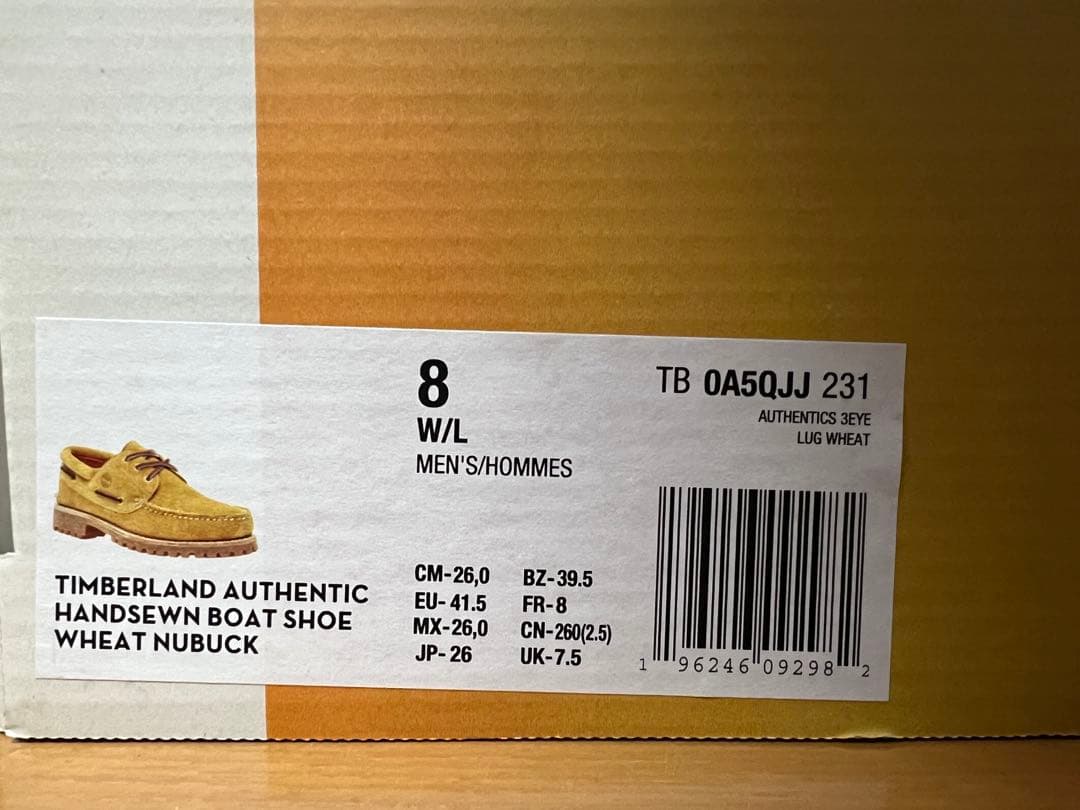 8
W/L
MEN'S/HOMMES
TB 0A5QJJ 231
AUTHENTICS 3EYE
LUG WHEAT
TIMBERLAND AUTHENTIC
HANDSEWN BOAT SHOE
WHEAT NUBUCK
CM-26,0 BZ-39.5
EU-41.5 FR-8
MX-26,0 CN-260(2.5)
JP-26 UK-7.5
1 96246 09298 2